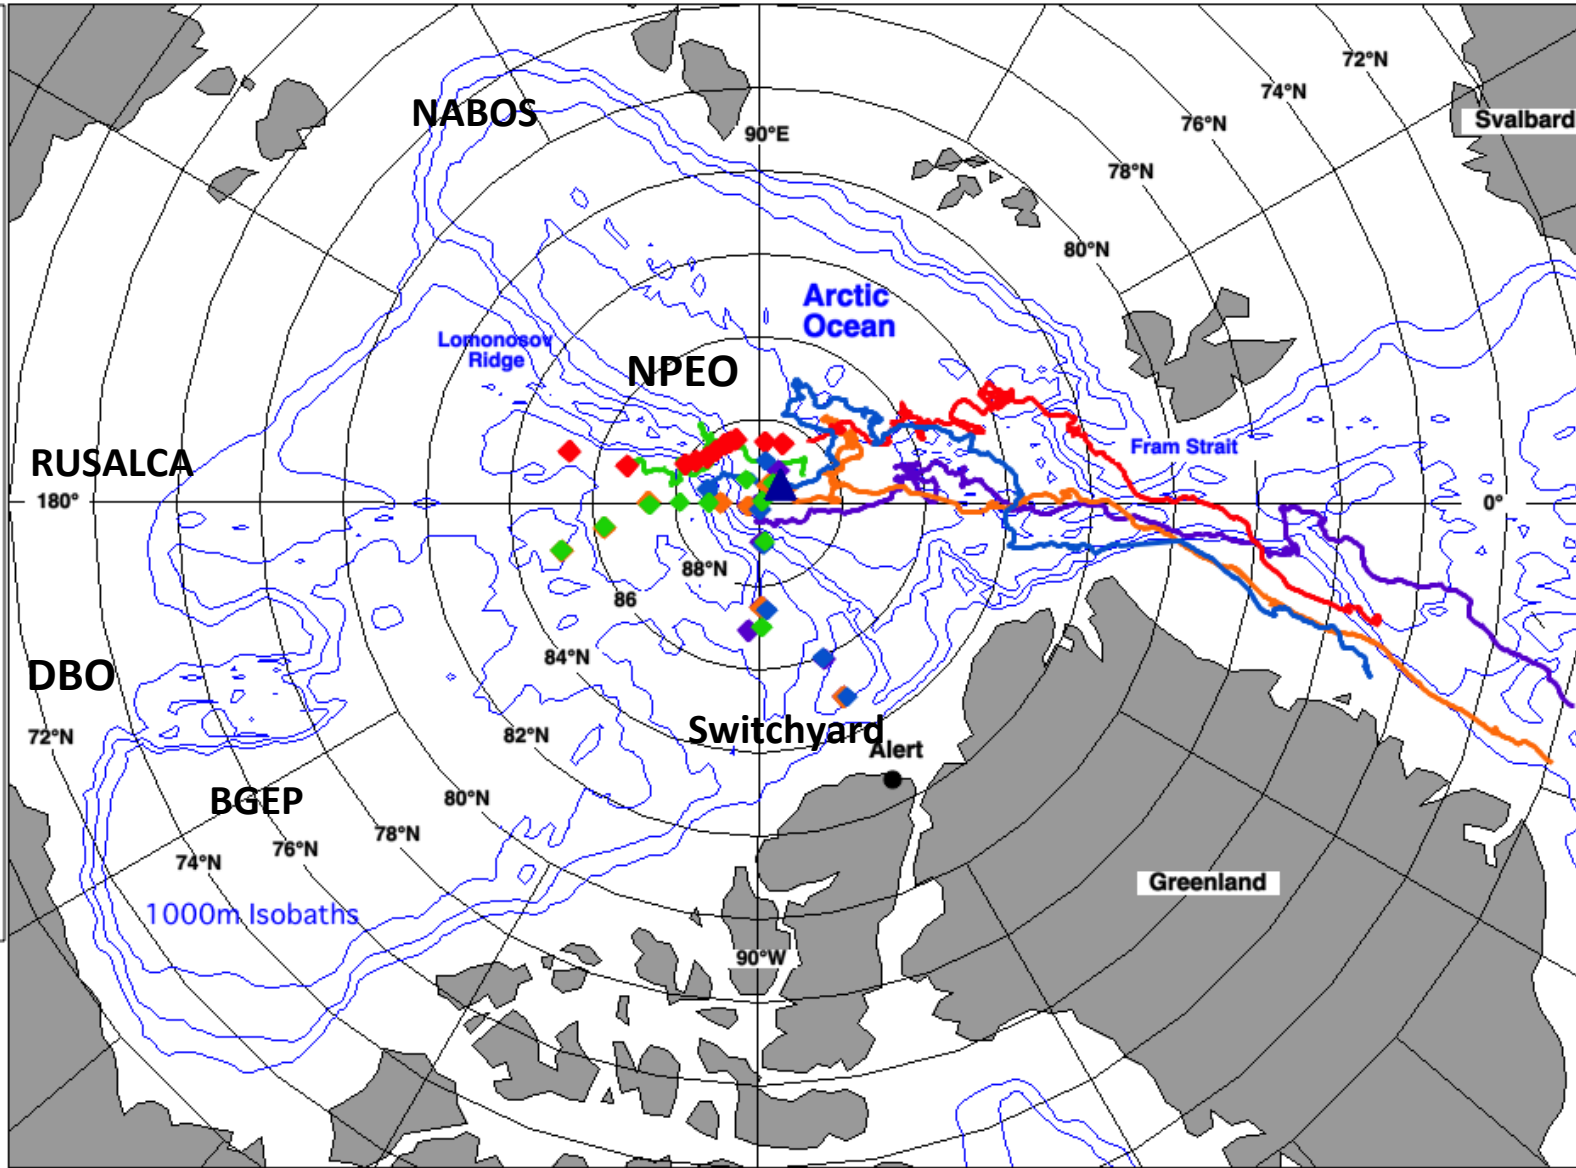 72°N
74°N
NABOS
76°N
Svalbard
90°E
78°N
80°N
Arctic
Ocean
Lomonosov
Ridge
NPEO
Fram Strait
RUSALCA
180°
0°
88°N
86
84°N
DBO
72°N
82°N
Switchyard
Alert
BGEP
80°N
78°N
76°N
74°N
Greenland
1000m Isobaths
90°W